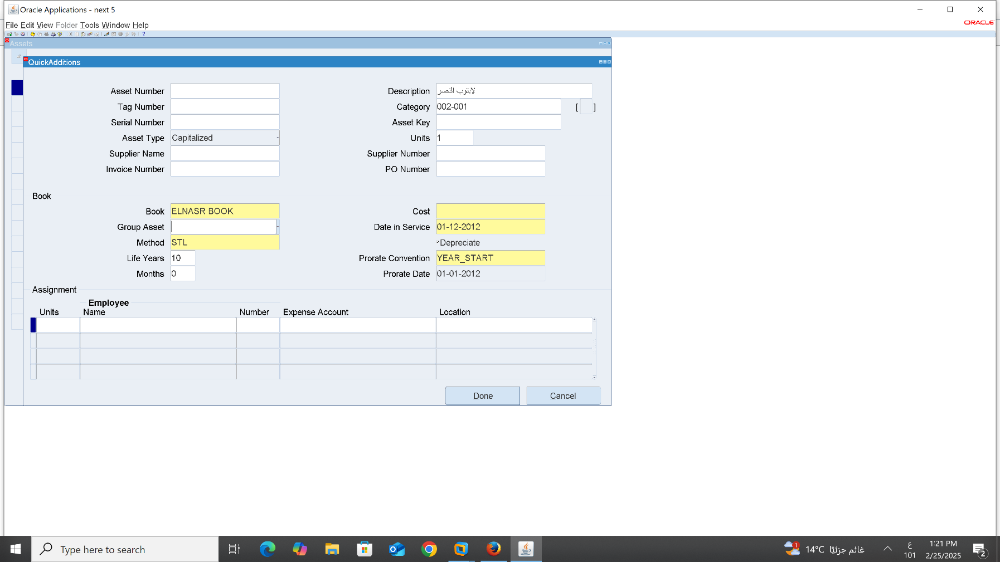 Oracle Applications - next 5
File Edit View Folder Tools Window Help
ORACLE
Assets
QuickAdditions
Asset Number
Description لابتوب النصر
Tag Number
Category 002-001 [ ]
Serial Number
Asset Key
Asset Type Capitalized
Units 1
Supplier Name
Supplier Number
Invoice Number
PO Number
Book
Book ELNASR BOOK
Cost
Group Asset
Date in Service 01-12-2012
Method STL
Depreciate
Life Years 10
Prorate Convention YEAR_START
Months 0
Prorate Date 01-01-2012
Assignment
Employee
Units Name Number Expense Account Location
Done Cancel
Type here to search
1
14°C غائم جزئيًا
ع
101
1:21 PM
2/25/2025
2